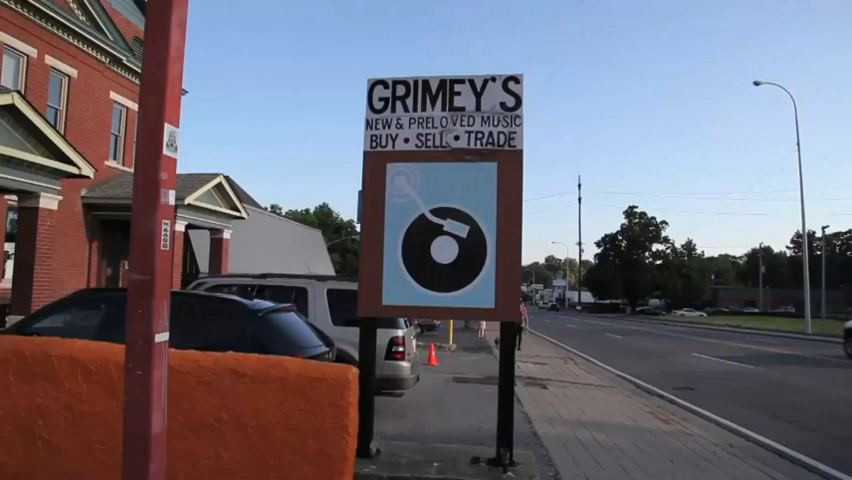 GRIMEY'S
NEW & PRELOVED MUSIC
BUY • SELL • TRADE